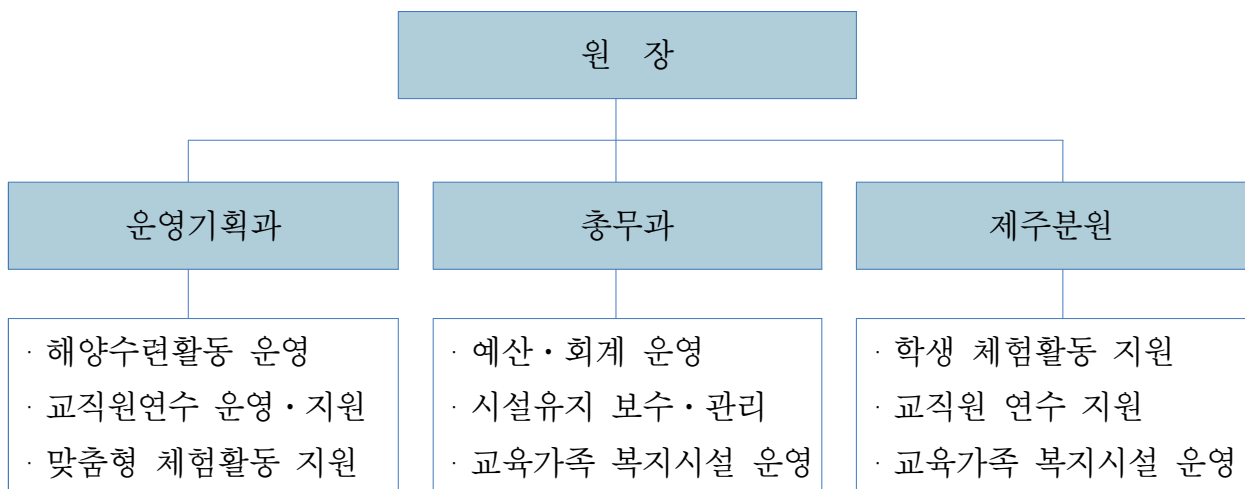 원 장
운영기획과
총무과
제주분원
· 해양수련활동 운영
· 교직원연수 운영·지원
· 맞춤형 체험활동 지원
· 예산·회계 운영
· 시설유지 보수·관리
· 교육가족 복지시설 운영
· 학생 체험활동 지원
· 교직원 연수 지원
· 교육가족 복지시설 운영